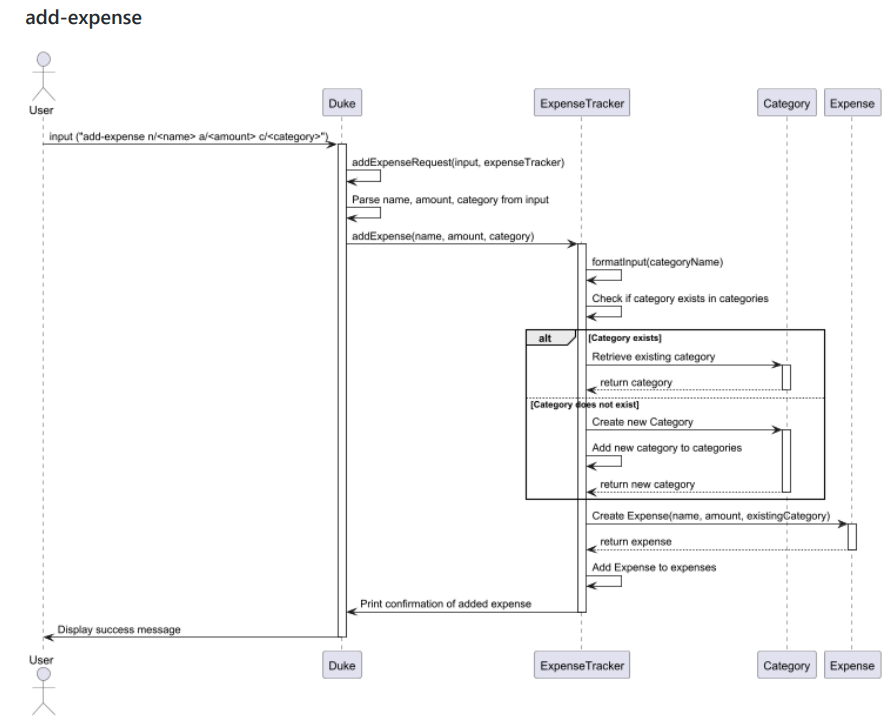 add-expense
User
Duke
ExpenseTracker
Category
Expense
input ("add-expense n/<name> a/<amount> c/<category>")
addExpenseRequest(input, expenseTracker)
Parse name, amount, category from input
addExpense(name, amount, category)
formatInput(categoryName)
Check if category exists in categories
alt
[Category exists]
Retrieve existing category
return category
[Category does not exist]
Create new Category
Add new category to categories
return new category
Create Expense(name, amount, existingCategory)
return expense
Add Expense to expenses
Print confirmation of added expense
Display success message
User
Duke
ExpenseTracker
Category
Expense